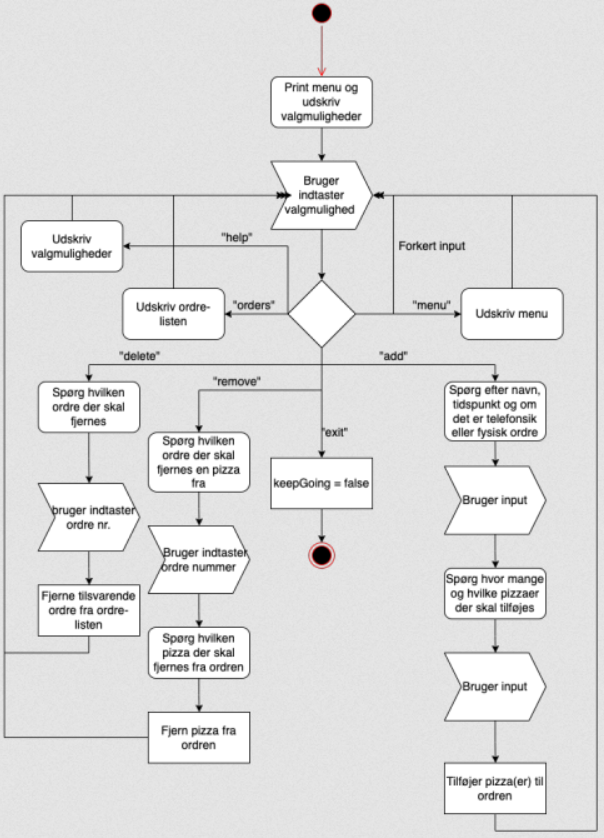 Print menu og
udskriv
valgmuligheder
Bruger
indtaster
valgmulighed
Udskriv
valgmuligheder
"help"
Forkert input
Udskriv ordre-
listen
"orders"
"menu"
Udskriv menu
"delete"
"add"
"remove"
"exit"
Spørg hvilken
ordre der skal
fjernes
bruger indtaster
ordre nr.
Fjerne tilsvarende
ordre fra ordre-
listen
Spørg hvilken
ordre der skal
fjernes en pizza
fra
Bruger indtaster
ordre nummer
Spørg hvilken
pizza der skal
fjernes fra ordren
Fjern pizza fra
ordren
keepGoing = false
Spørg efter navn,
tidspunkt og om
det er telefonsik
eller fysisk ordre
Bruger input
Spørg hvor mange
og hvilke pizzaer
der skal tilføjes
Bruger input
Tilføjer pizza(er) til
ordren